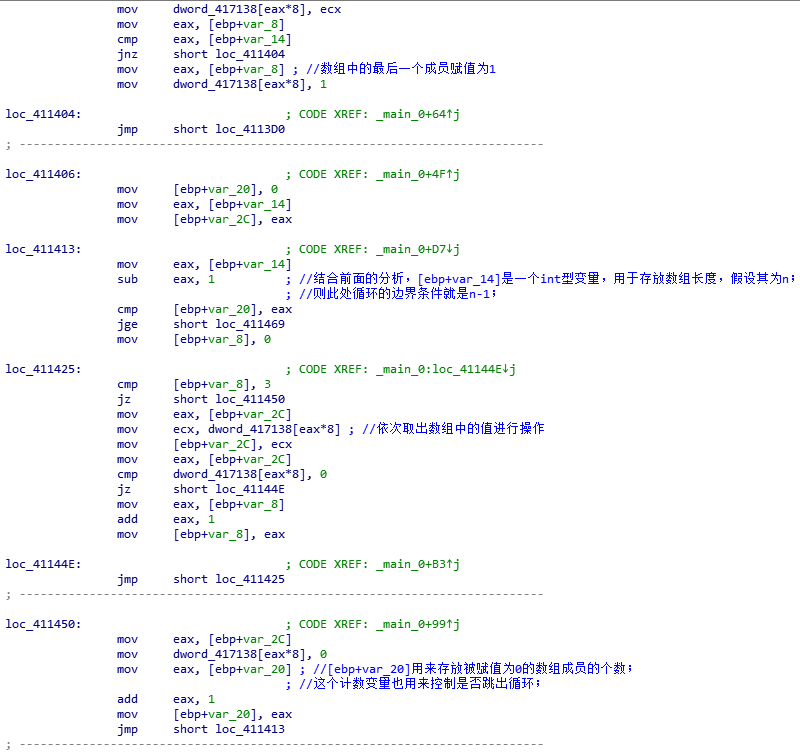 mov dword_417138[eax*8], ecx
mov eax, [ebp+var_8]
cmp eax, [ebp+var_14]
jnz short loc_411404
mov eax, [ebp+var_8] ; //数组中的最后一个成员赋值为1
mov dword_417138[eax*8], 1
loc_411404: ; CODE XREF: _main_0+64↑j
jmp short loc_4113D0
; ---------------------------------------------------------------------------
loc_411406: ; CODE XREF: _main_0+4F↑j
mov [ebp+var_20], 0
mov eax, [ebp+var_14]
mov [ebp+var_2C], eax
loc_411413: ; CODE XREF: _main_0+D7↓j
mov eax, [ebp+var_14]
sub eax, 1 ; //结合前面的分析，[ebp+var_14]是一个int型变量，用于存放数组长度，假设其为n;
; //则此处循环的边界条件就是n-1;
cmp [ebp+var_20], eax
jge short loc_411469
mov [ebp+var_8], 0
loc_411425: ; CODE XREF: _main_0:loc_41144E↓j
cmp [ebp+var_8], 3
jz short loc_411450
mov eax, [ebp+var_2C]
mov ecx, dword_417138[eax*8] ; //依次取出数组中的值进行操作
mov [ebp+var_2C], ecx
mov eax, [ebp+var_2C]
cmp dword_417138[eax*8], 0
jz short loc_41144E
mov eax, [ebp+var_8]
add eax, 1
mov [ebp+var_8], eax
loc_41144E: ; CODE XREF: _main_0+B3↑j
jmp short loc_411425
; ---------------------------------------------------------------------------
loc_411450: ; CODE XREF: _main_0+99↑j
mov eax, [ebp+var_2C]
mov dword_417138[eax*8], 0
mov eax, [ebp+var_20] ; //[ebp+var_20]用来存放被赋值为0的数组成员的个数;
; //这个计数变量也用来控制是否跳出循环;
add eax, 1
mov [ebp+var_20], eax
jmp short loc_411413
; ---------------------------------------------------------------------------